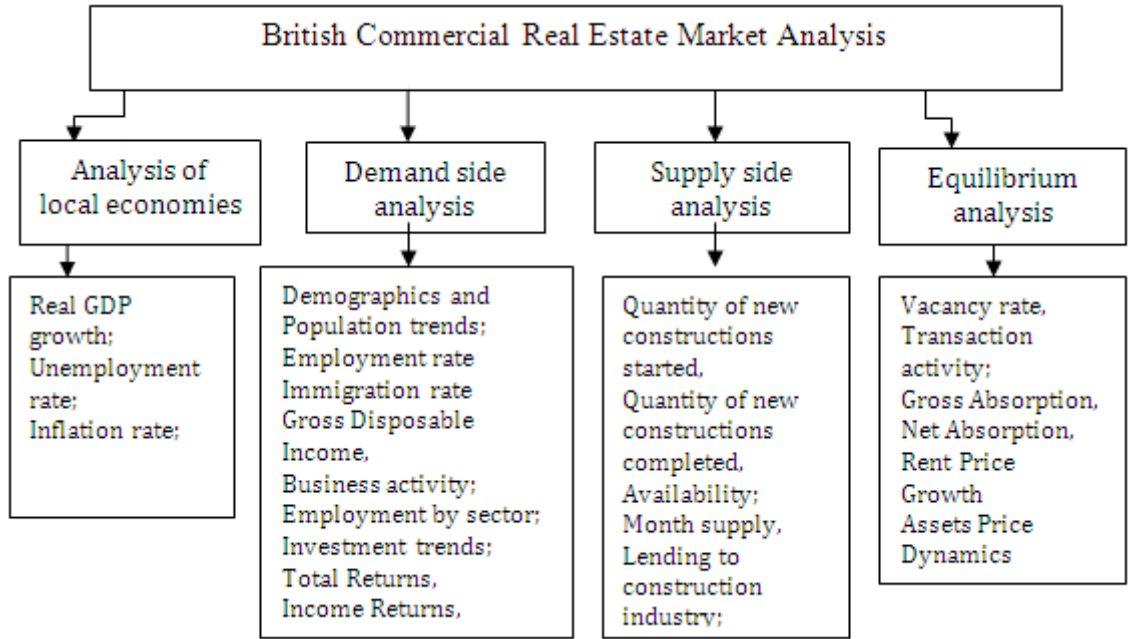 British Commercial Real Estate Market Analysis
Analysis of
local economies
Demand side
analysis
Supply side
analysis
Equilibrium
analysis
Real GDP
growth;
Unemployment
rate;
Inflation rate;
Demographics and
Population trends;
Employment rate
Immigration rate
Gross Disposable
Income,
Business activity;
Employment by sector;
Investment trends;
Total Returns,
Income Returns,
Quantity of new
constructions
started,
Quantity of new
constructions
completed,
Availability;
Month supply,
Lending to
construction
industry;
Vacancy rate,
Transaction
activity;
Gross Absorption,
Net Absorption,
Rent Price
Growth
Assets Price
Dynamics